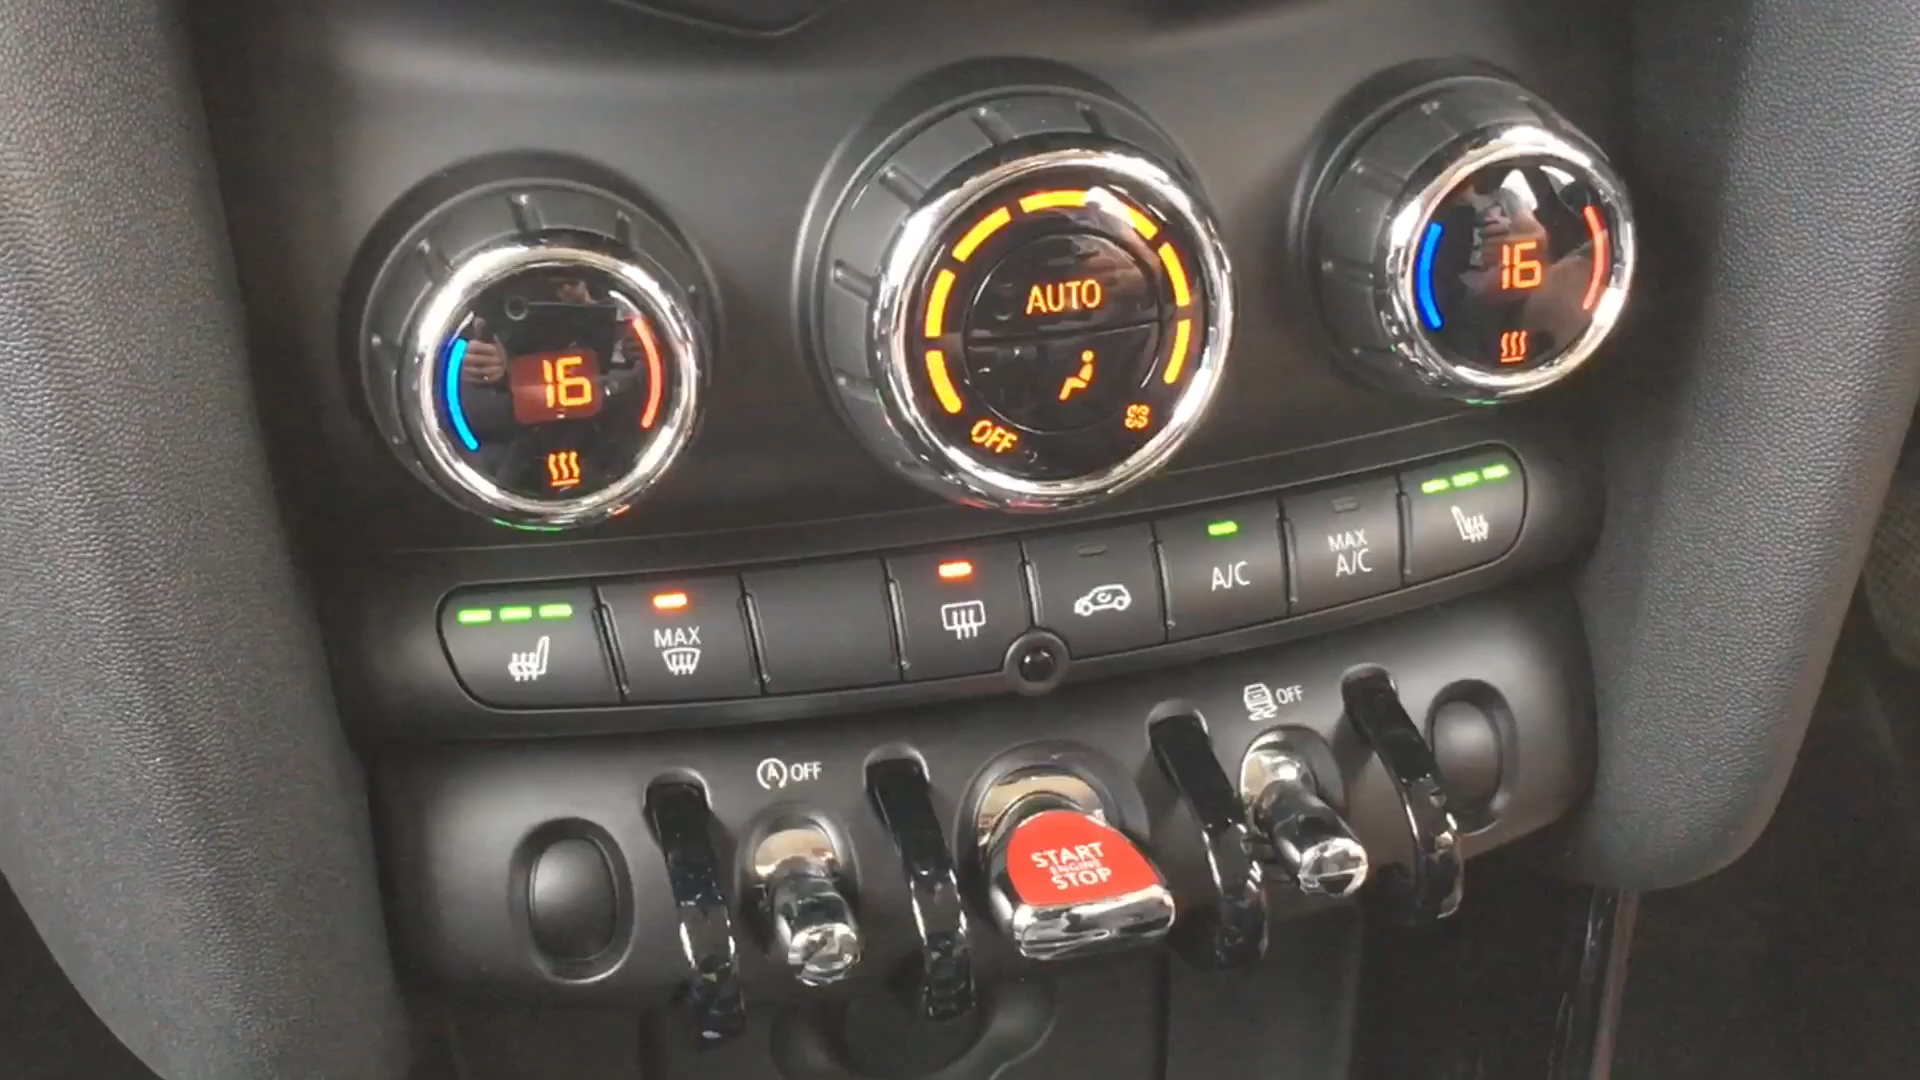 16
AUTO
OFF
16
MAX
A/C
MAX
A/C
OFF
OFF
START
ENGINE
STOP